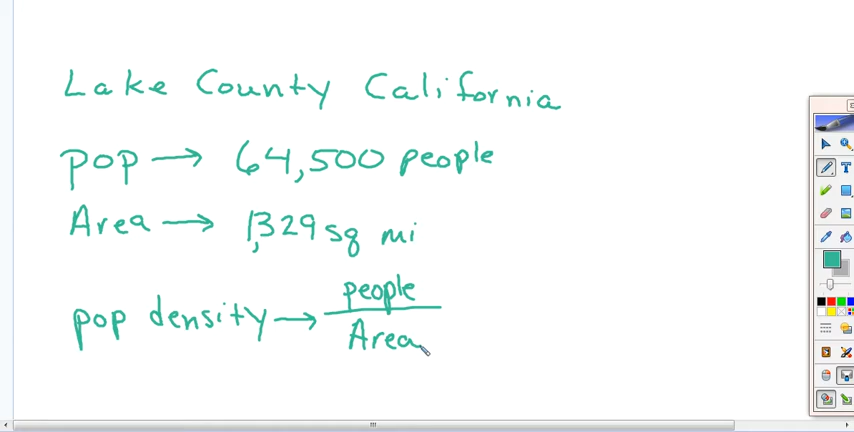 Lake County California
pop → 64,500 people
Area → 1,329 sq mi
pop density → people
Area